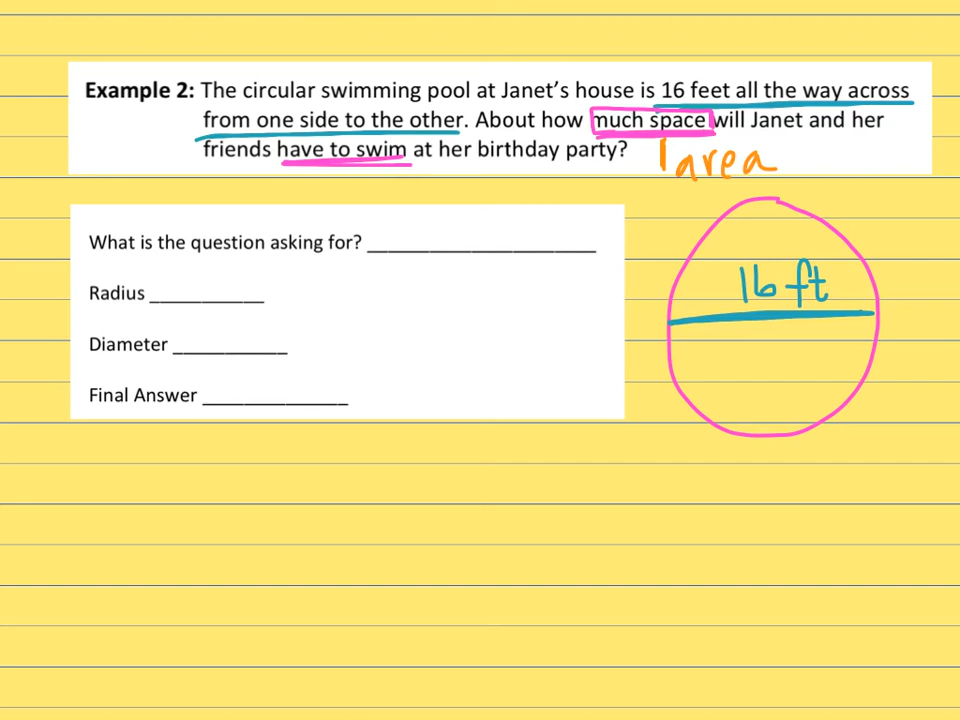 Example 2: The circular swimming pool at Janet's house is 16 feet all the way across
from one side to the other. About how much space will Janet and her
friends have to swim at her birthday party?
area
What is the question asking for? ______________________
Radius ___________
Diameter ___________
Final Answer ______________
16 ft